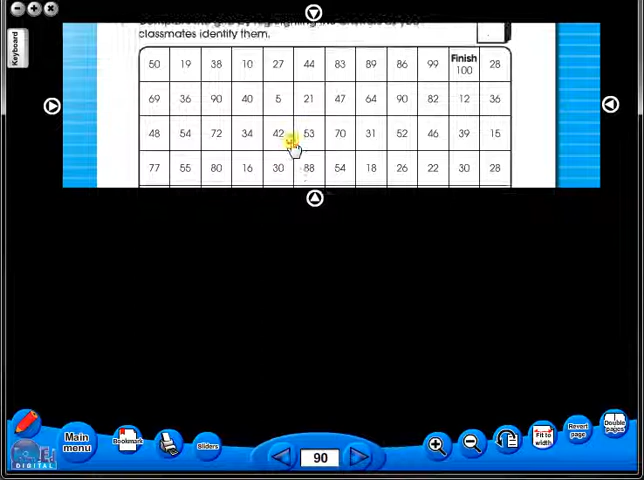 Keyboard
classmates identify them.
50 19 38 10 27 44 83 89 86 99 Finish 100 28
69 36 90 40 5 21 47 64 90 82 12 36
48 54 72 34 42 53 70 31 52 46 39 15
77 55 80 16 30 88 54 18 26 22 30 28
Main menu
Bookmark
Sliders
90
Fit to width
Revert page
Double pages
DIGITAL